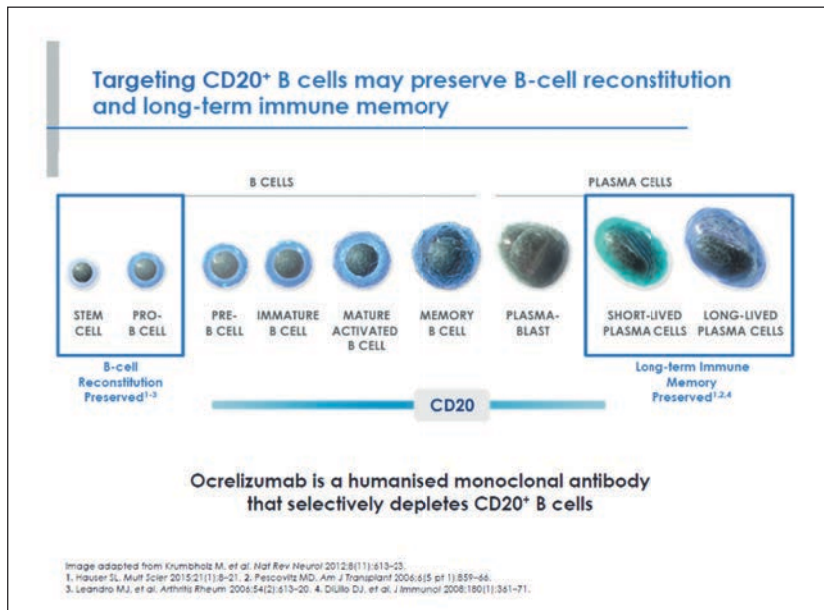 Targeting CD20⁺ B cells may preserve B-cell reconstitution
and long-term immune memory
B CELLS
PLASMA CELLS
STEM
CELL
PRO-
B CELL
PRE-
B CELL
IMMATURE
B CELL
MATURE
ACTIVATED
B CELL
MEMORY
B CELL
PLASMA-
BLAST
SHORT-LIVED
PLASMA CELLS
LONG-LIVED
PLASMA CELLS
B-cell
Reconstitution
Preserved¹⁻³
Long-term Immune
Memory
Preserved¹,²,⁴
CD20
Ocrelizumab is a humanised monoclonal antibody
that selectively depletes CD20⁺ B cells
Image adapted from Krumbholz M, et al. Nat Rev Neurol 2012;8(11):613–23.
1. Hauser SL. Mult Scler 2015;21(1):8–21. 2. Pescovitz MD. Am J Transplant 2006;6(5 pt 1):859–66.
3. Leandro MJ, et al. Arthritis Rheum 2006;54(2):613–20. 4. DiLillo DJ, et al. J Immunol 2008;180(1):361–71.